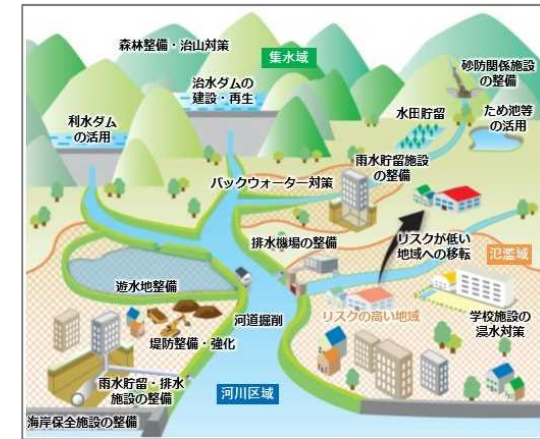 森林整備・治山対策
集水域
砂防関係施設
の整備
治水ダムの
建設・再生
水田貯留
ため池等
の活用
利水ダム
の活用
雨水貯留施設
の整備
バックウォーター対策
排水機場の整備
リスクが低い
地域への移転
氾濫域
遊水地整備
リスクの高い地域
学校施設の
浸水対策
河道掘削
堤防整備・強化
雨水貯留・排水
施設の整備
河川区域
海岸保全施設の整備